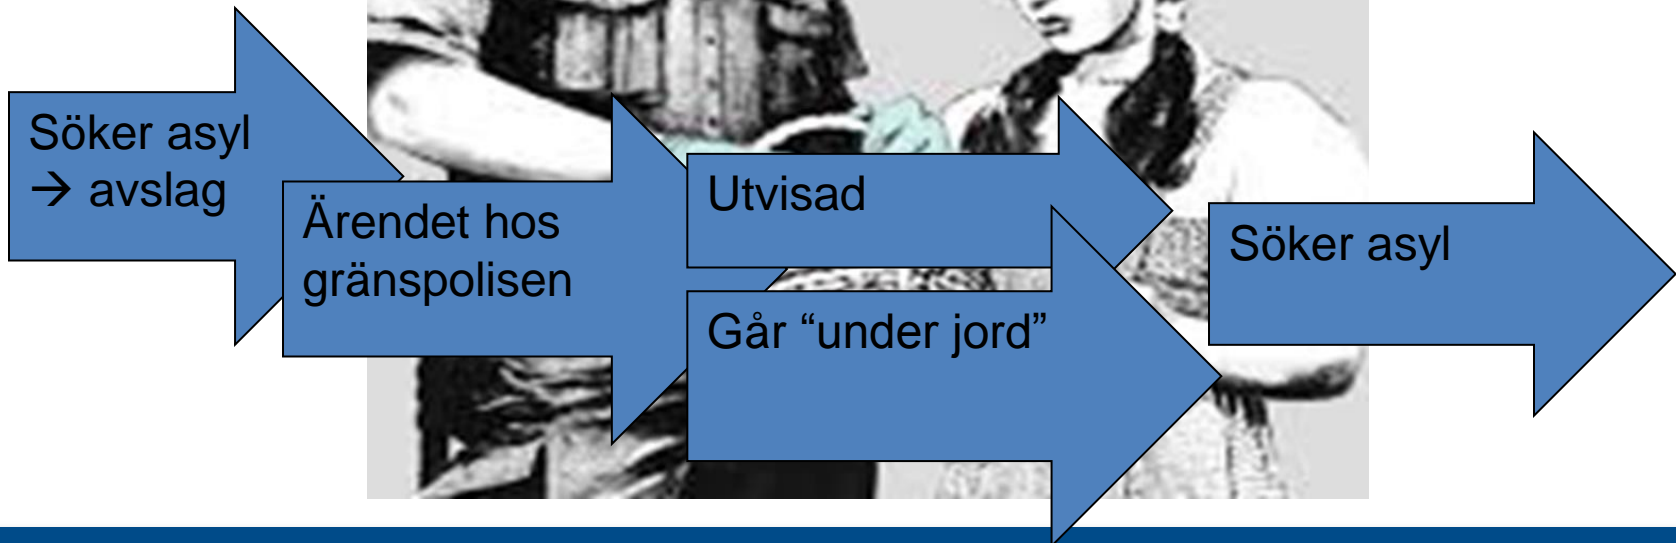 Söker asyl
→ avslag
Ärendet hos
gränspolisen
Utvisad
Går “under jord”
Söker asyl